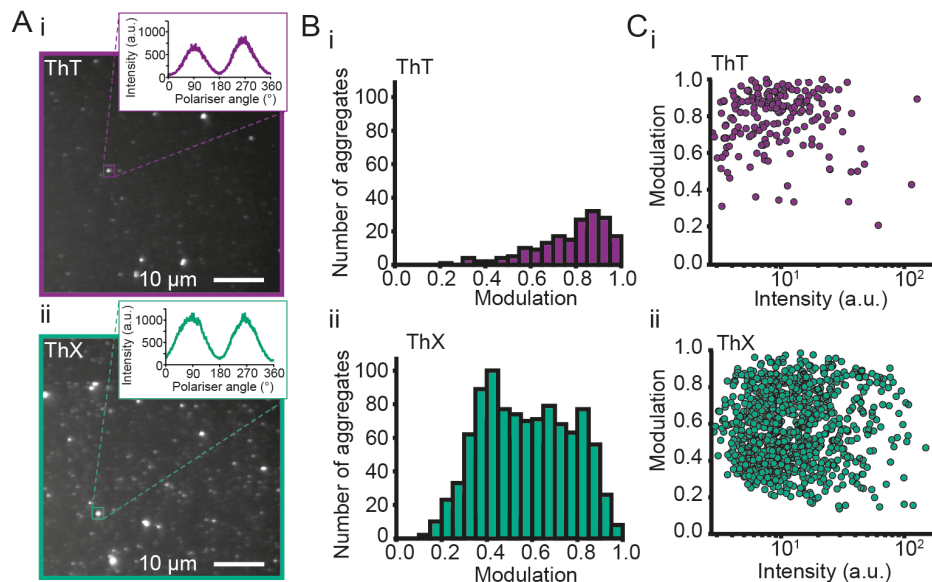 A
i
ThT
Intensity (a.u.)
1000
500
0
0 90 180 270 360
Polariser angle (°)
10 µm
ii
ThX
Intensity (a.u.)
1000
500
0
0 90 180 270 360
Polariser angle (°)
10 µm
B
i
ThT
Number of aggregates
100
80
60
40
20
0
0.0 0.2 0.4 0.6 0.8 1.0
Modulation
ii
ThX
Number of aggregates
100
80
60
40
20
0
0.0 0.2 0.4 0.6 0.8 1.0
Modulation
C
i
ThT
Modulation
1.0
0.8
0.6
0.4
0.2
0.0
10¹ 10²
Intensity (a.u.)
ii
ThX
Modulation
1.0
0.8
0.6
0.4
0.2
0.0
10¹ 10²
Intensity (a.u.)